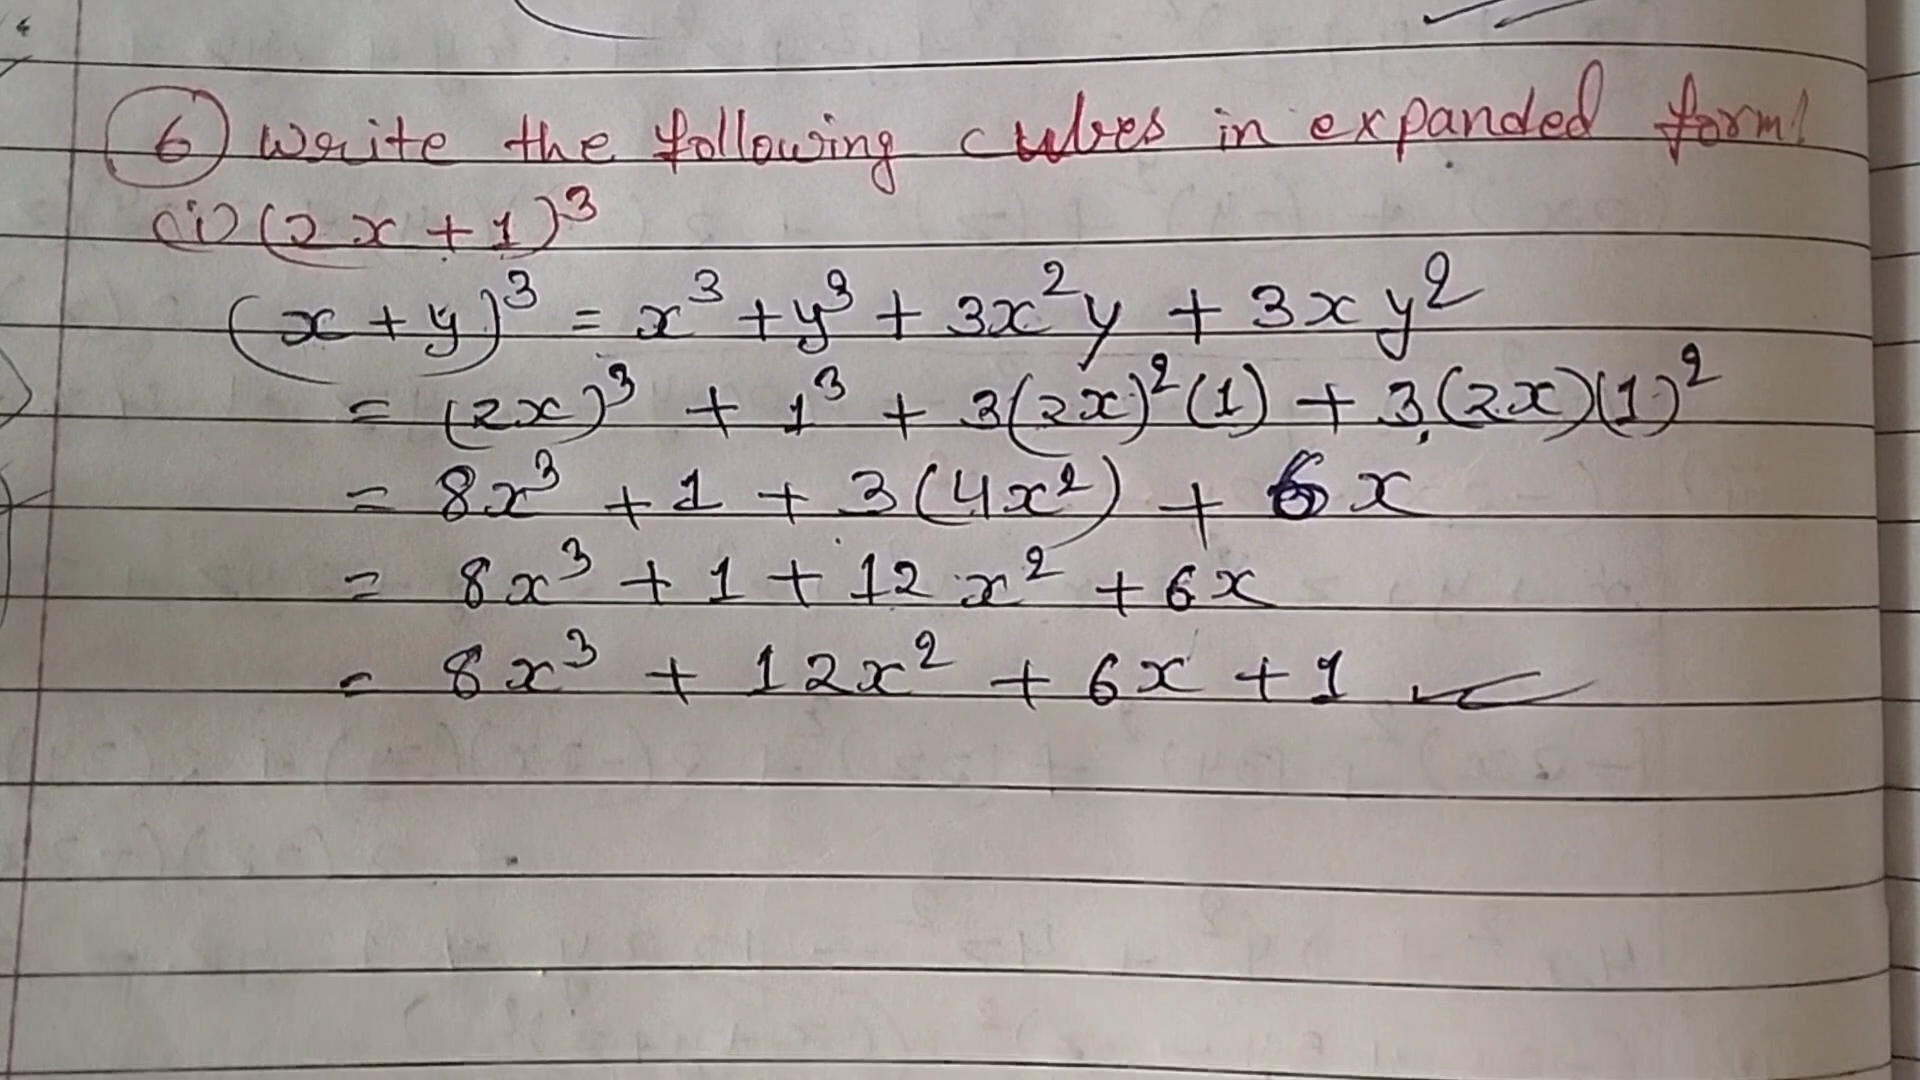 6 Write the following cubes in expanded form!
(i) (2x + 1)³
(x + y)³ = x³ + y³ + 3x²y + 3xy²
= (2x)³ + 1³ + 3(2x)²(1) + 3(2x)(1)²
= 8x³ + 1 + 3(4x²) + 6x
= 8x³ + 1 + 12x² + 6x
= 8x³ + 12x² + 6x + 1